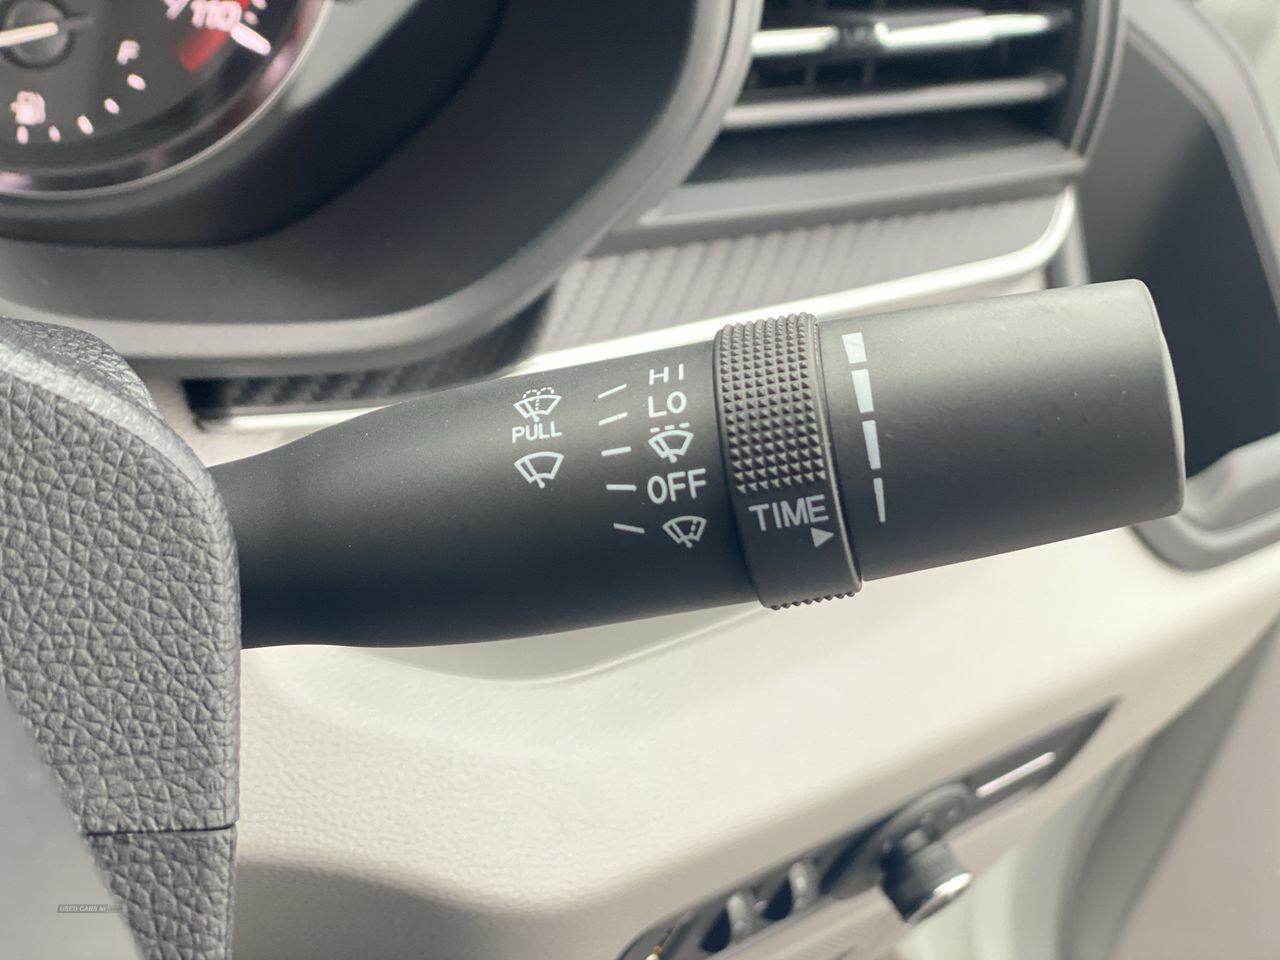 110
F
HI
LO
PULL
OFF
TIME
USED CARS NI